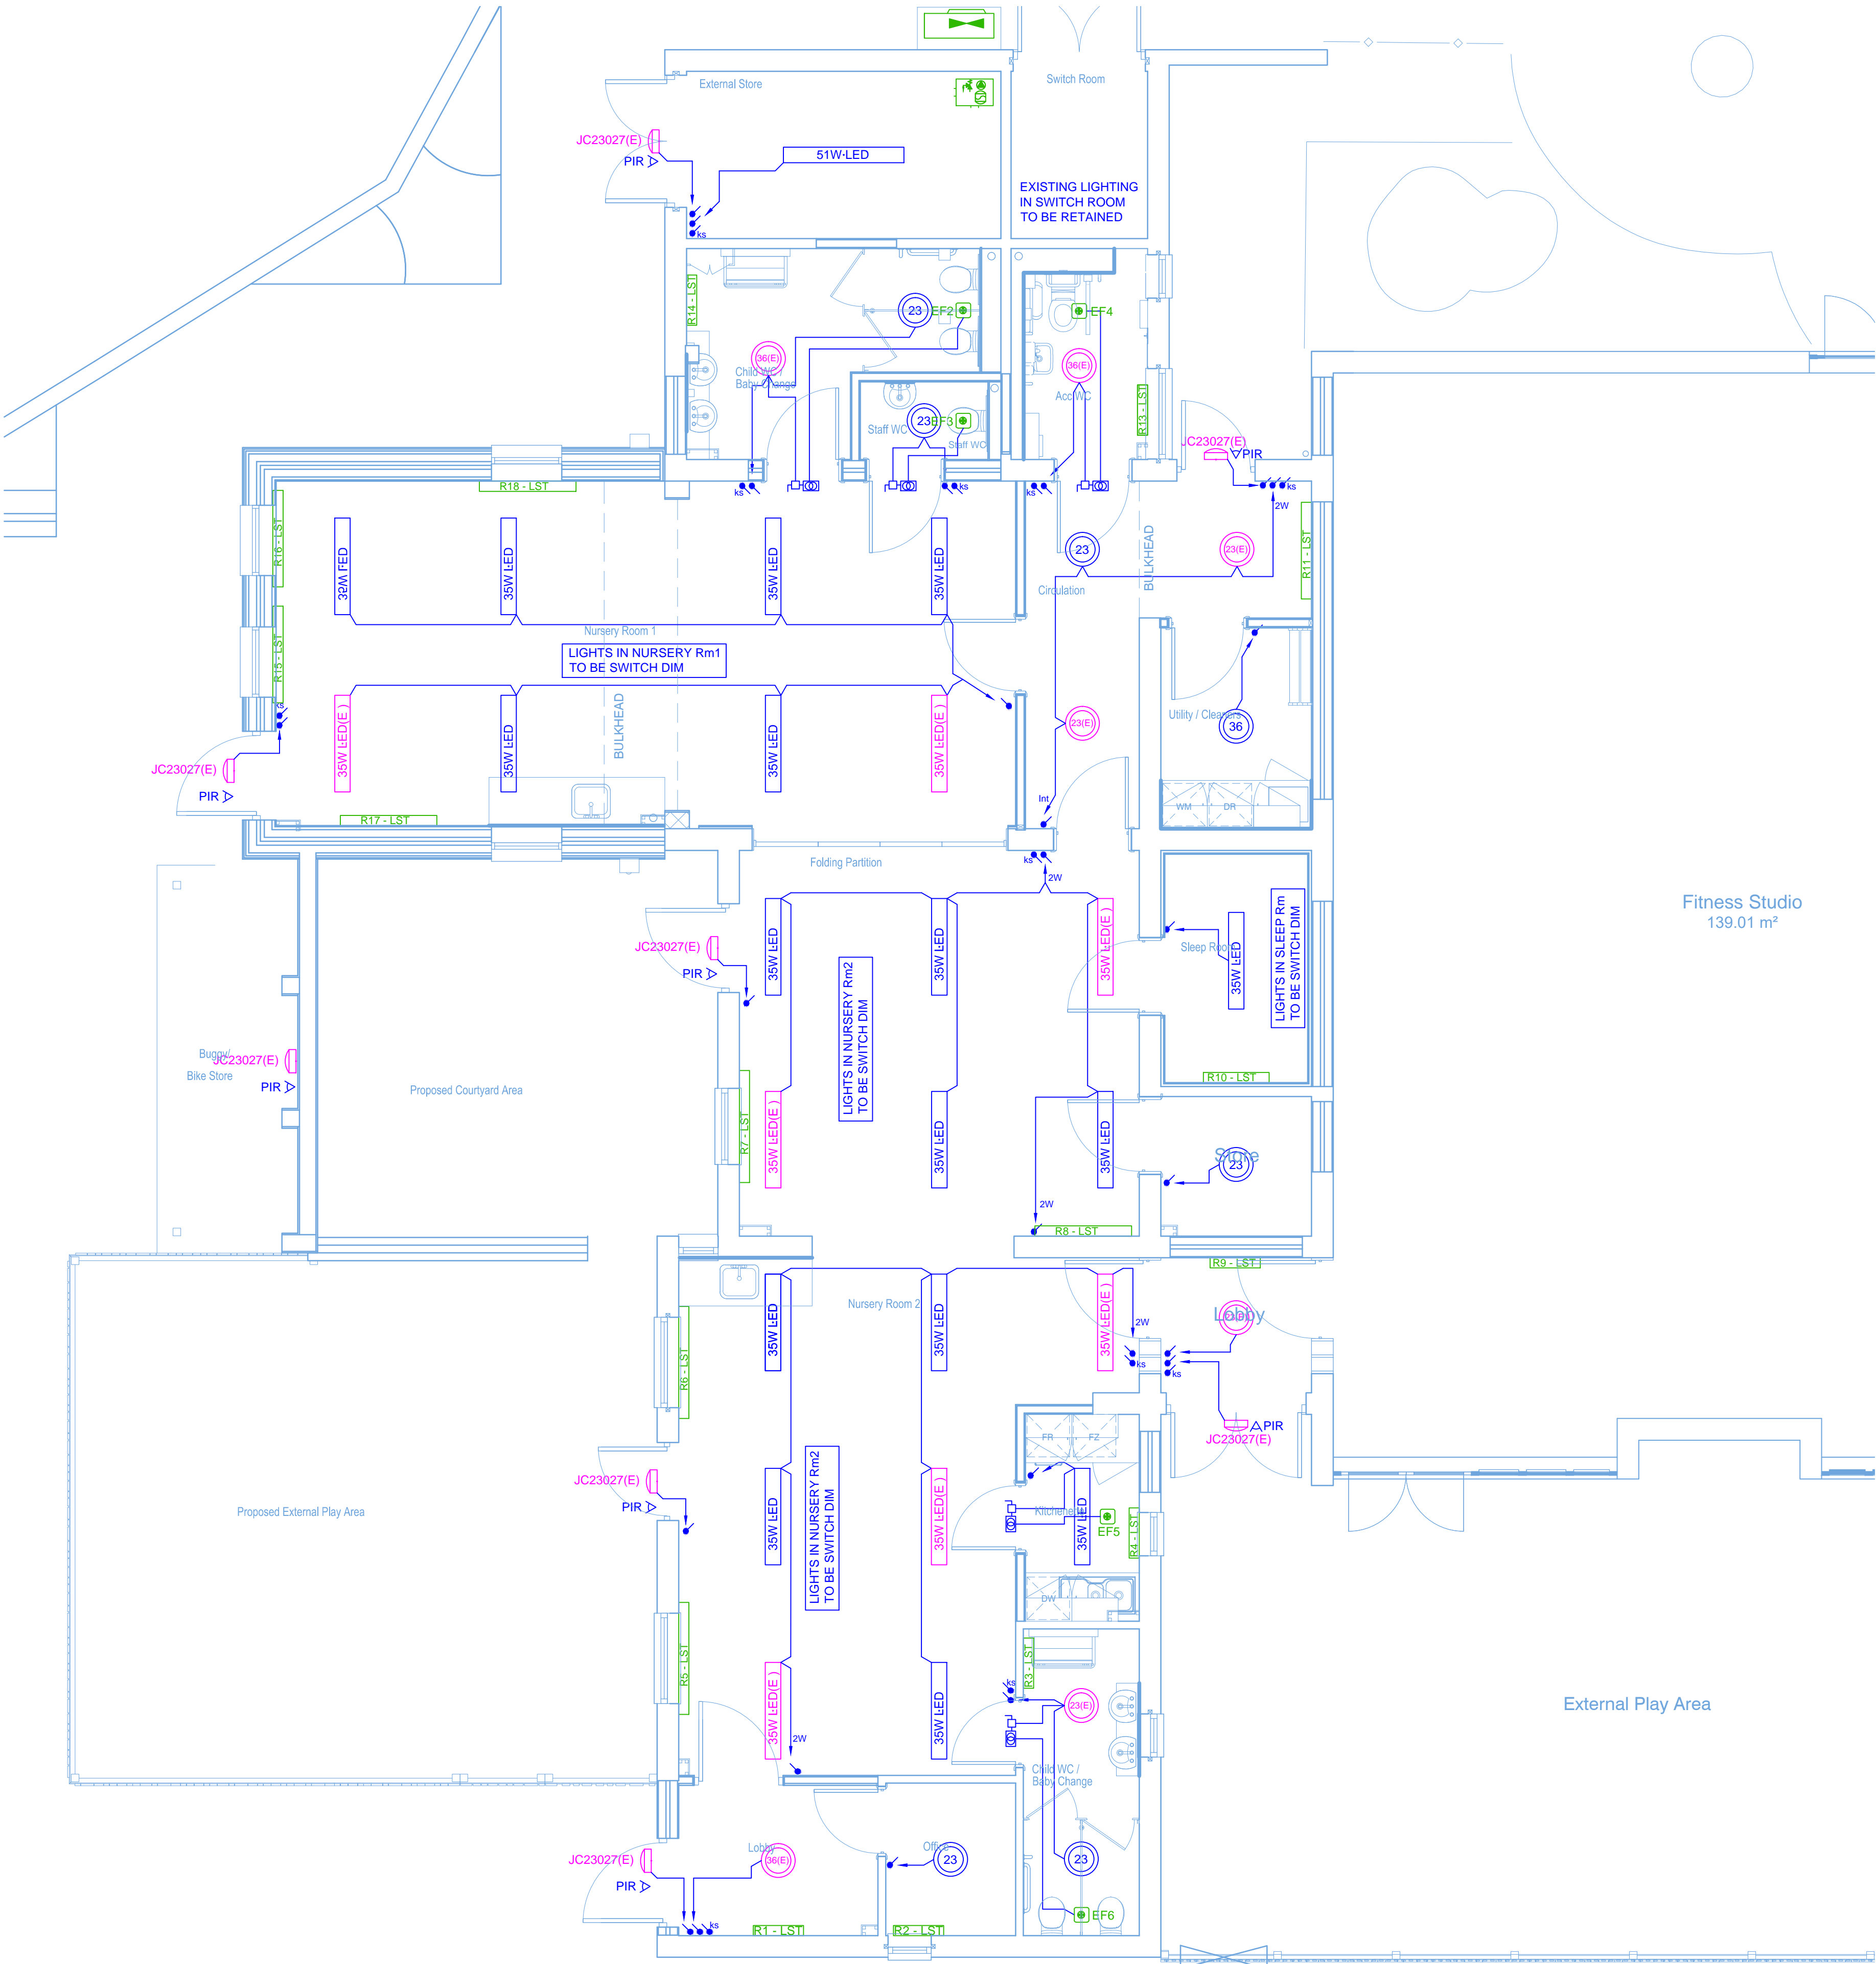 External Store
Switch Room
JC23027(E)
PIR
51W LED
ks
EXISTING LIGHTING
IN SWITCH ROOM
TO BE RETAINED
R14 - LST
23
EF2
EF4
36(E)
Child WC /
Baby Change
36(E)
Acc WC
R13 - LST
23
EF3
Staff WC
Staff WC
JC23027(E)
PIR
R18 - LST
ks
ks
ks
ks
2W
R16 - LST
35W LED
35W LED
35W LED
35W LED
23
23(E)
BULKHEAD
R11 - LST
Circulation
Nursery Room 1
LIGHTS IN NURSERY Rm1
TO BE SWITCH DIM
R15 - LST
ks
BULKHEAD
35W LED(E )
35W LED
35W LED
35W LED(E )
23(E)
Utility / Cleaners
36
JC23027(E)
PIR
Int
WM
DR
R17 - LST
Folding Partition
ks
2W
JC23027(E)
PIR
35W LED
35W LED
35W LED(E )
Sleep Room
35W LED
LIGHTS IN SLEEP Rm
TO BE SWITCH DIM
Fitness Studio
139.01 m²
LIGHTS IN NURSERY Rm2
TO BE SWITCH DIM
Buggy/
Bike Store
JC23027(E)
PIR
Proposed Courtyard Area
R10 - LST
R7 - LST
35W LED(E )
35W LED
35W LED
Store
23
2W
R8 - LST
R9 - LST
Nursery Room 2
35W LED
35W LED
35W LED(E )
Lobby
23(E)
2W
ks
ks
R6 - LST
PIR
JC23027(E)
FR
FZ
JC23027(E)
PIR
Proposed External Play Area
35W LED
LIGHTS IN NURSERY Rm2
TO BE SWITCH DIM
35W LED(E )
Kitchenette
35W LED
EF5
R4 - LST
DW
R5 - LST
R3 - LST
ks
35W LED(E )
35W LED
23(E)
External Play Area
2W
Child WC /
Baby Change
JC23027(E)
PIR
Lobby
36(E)
Office
23
23
ks
R1 - LST
R2 - LST
EF6